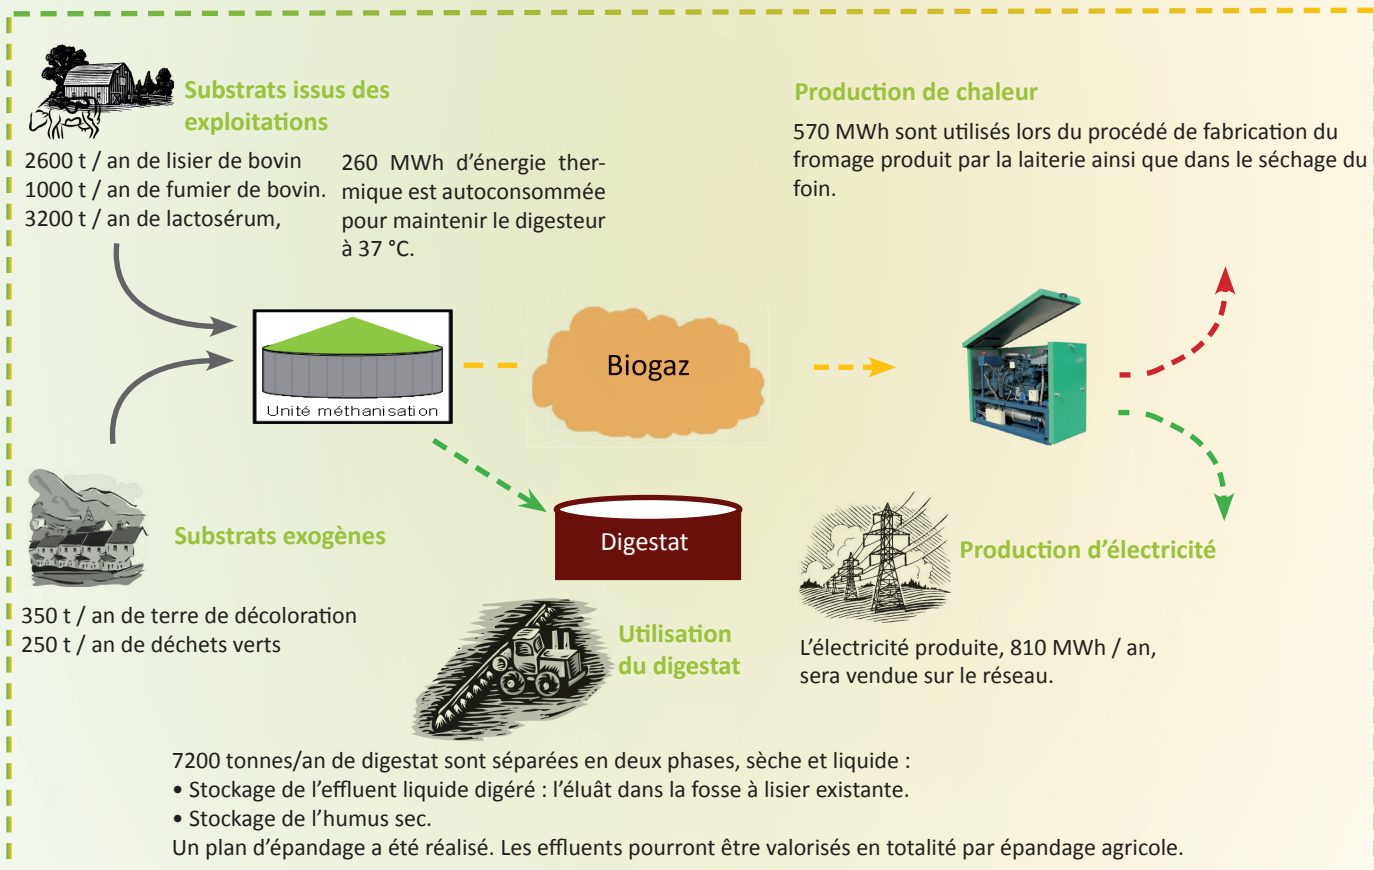 Substrats issus des
exploitations
2600 t / an de lisier de bovin
1000 t / an de fumier de bovin.
3200 t / an de lactosérum,
260 MWh d’énergie ther-
mique est autoconsommée
pour maintenir le digesteur
à 37 °C.
Production de chaleur
570 MWh sont utilisés lors du procédé de fabrication du
fromage produit par la laiterie ainsi que dans le séchage du
foin.
Unité méthanisation
Biogaz
Substrats exogènes
350 t / an de terre de décoloration
250 t / an de déchets verts
Digestat
Utilisation
du digestat
Production d’électricité
L’électricité produite, 810 MWh / an,
sera vendue sur le réseau.
7200 tonnes/an de digestat sont séparées en deux phases, sèche et liquide :
• Stockage de l’effluent liquide digéré : l’éluât dans la fosse à lisier existante.
• Stockage de l’humus sec.
Un plan d’épandage a été réalisé. Les effluents pourront être valorisés en totalité par épandage agricole.